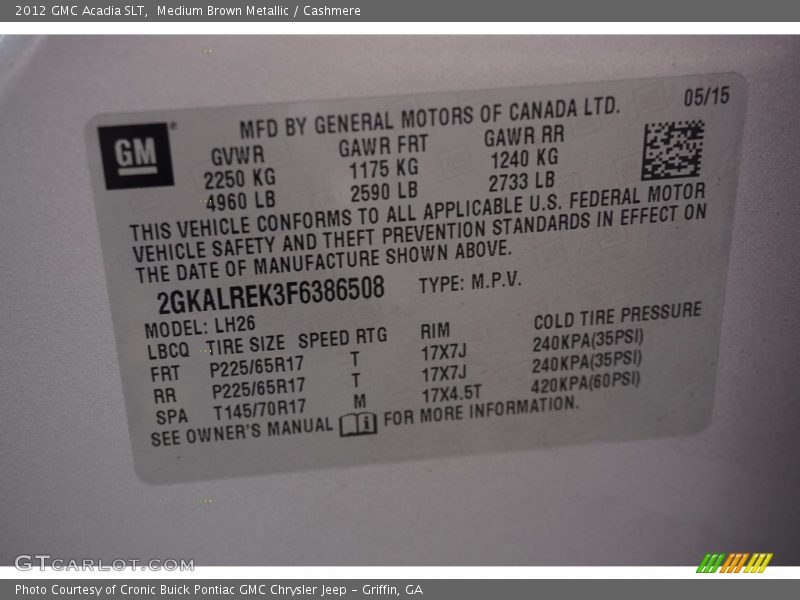 2012 GMC Acadia SLT,  Medium Brown Metallic / Cashmere
GM
MFD BY GENERAL MOTORS OF CANADA LTD. 05/15
GVWR GAWR FRT GAWR RR
2250 KG 1175 KG 1240 KG
4960 LB 2590 LB 2733 LB
THIS VEHICLE CONFORMS TO ALL APPLICABLE U.S. FEDERAL MOTOR
VEHICLE SAFETY AND THEFT PREVENTION STANDARDS IN EFFECT ON
THE DATE OF MANUFACTURE SHOWN ABOVE.
2GKALREK3F6386508 TYPE: M.P.V.
MODEL: LH26
LBCQ TIRE SIZE SPEED RTG RIM COLD TIRE PRESSURE
FRT P225/65R17 T 17X7J 240KPA(35PSI)
RR P225/65R17 T 17X7J 240KPA(35PSI)
SPA T145/70R17 M 17X4.5T 420KPA(60PSI)
SEE OWNER'S MANUAL FOR MORE INFORMATION.
GTCARLOT.COM
Photo Courtesy of Cronic Buick Pontiac GMC Chrysler Jeep - Griffin, GA